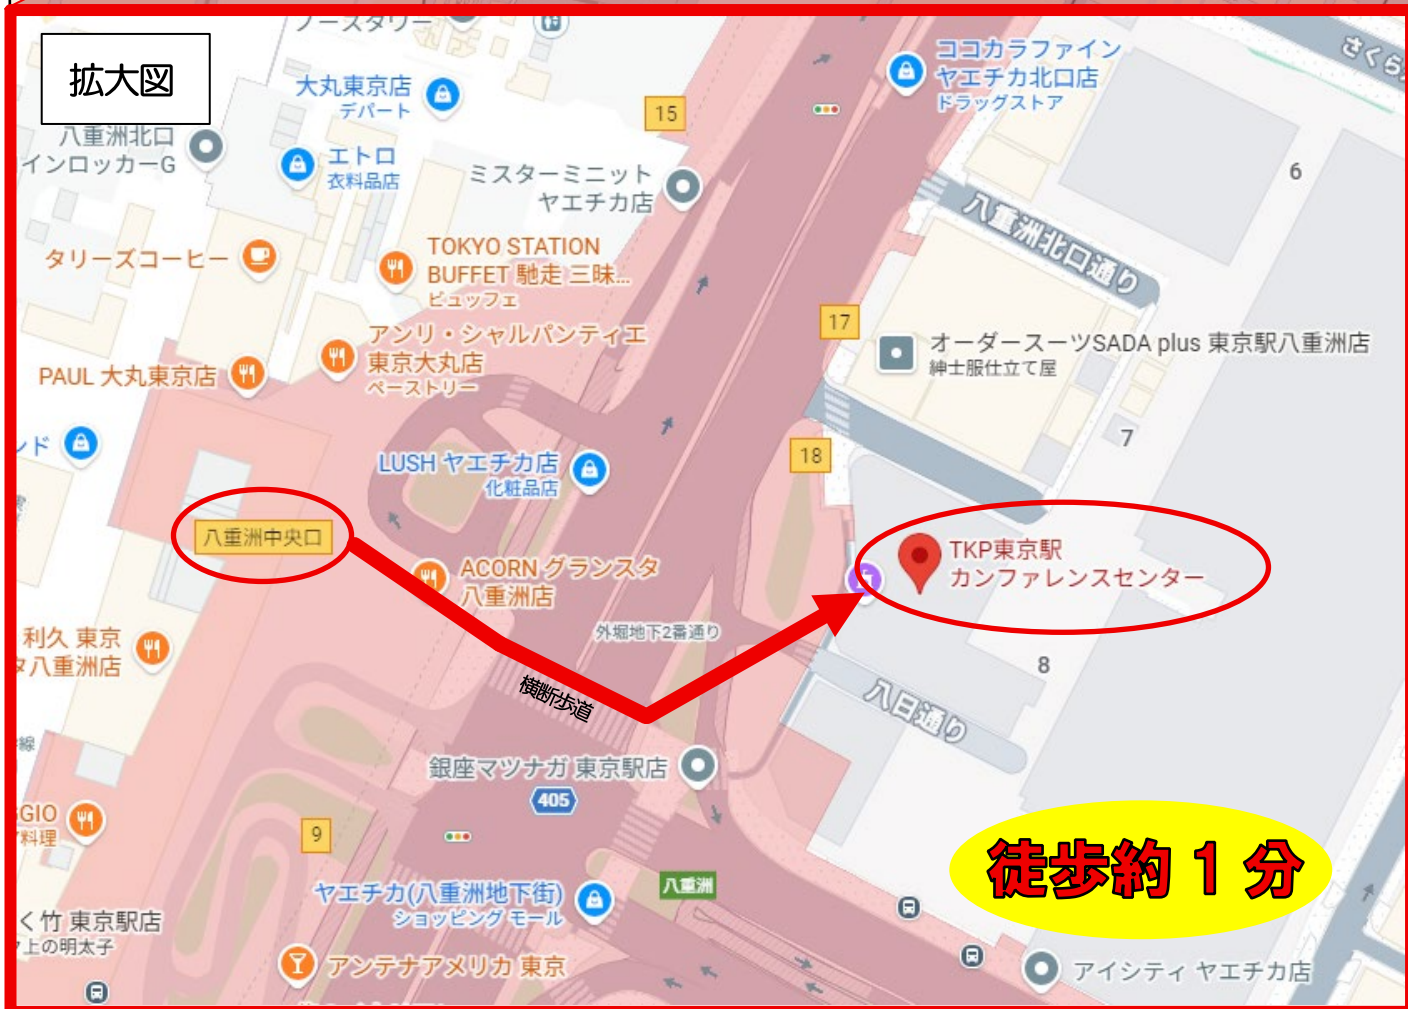 拡大図
ノースタワー
八重洲北口
インロッカーG
大丸東京店
デパート
エトロ
衣料品店
15
ココカラファイン
ヤエチカ北口店
ドラッグストア
さくら
6
ミスターミニット
ヤエチカ店
八重洲北口通り
タリーズコーヒー
TOKYO STATION
BUFFET 馳走 三昧...
ビュッフェ
17
オーダースーツSADA plus 東京駅八重洲店
紳士服仕立て屋
アンリ・シャルパンティエ
東京大丸店
ペーストリー
PAUL 大丸東京店
7
ンド
LUSH ヤエチカ店
化粧品店
18
八重洲中央口
TKP東京駅
カンファレンスセンター
ACORN グランスタ
八重洲店
外堀地下2番通り
利久 東京
タ八重洲店
8
横断歩道
八日通り
線
銀座マツナガ 東京駅店
405
GGIO
料理
9
徒歩約 1 分
ヤエチカ(八重洲地下街)
ショッピング モール
八重洲
く竹 東京駅店
上の明太子
アンテナアメリカ 東京
アイシティ ヤエチカ店